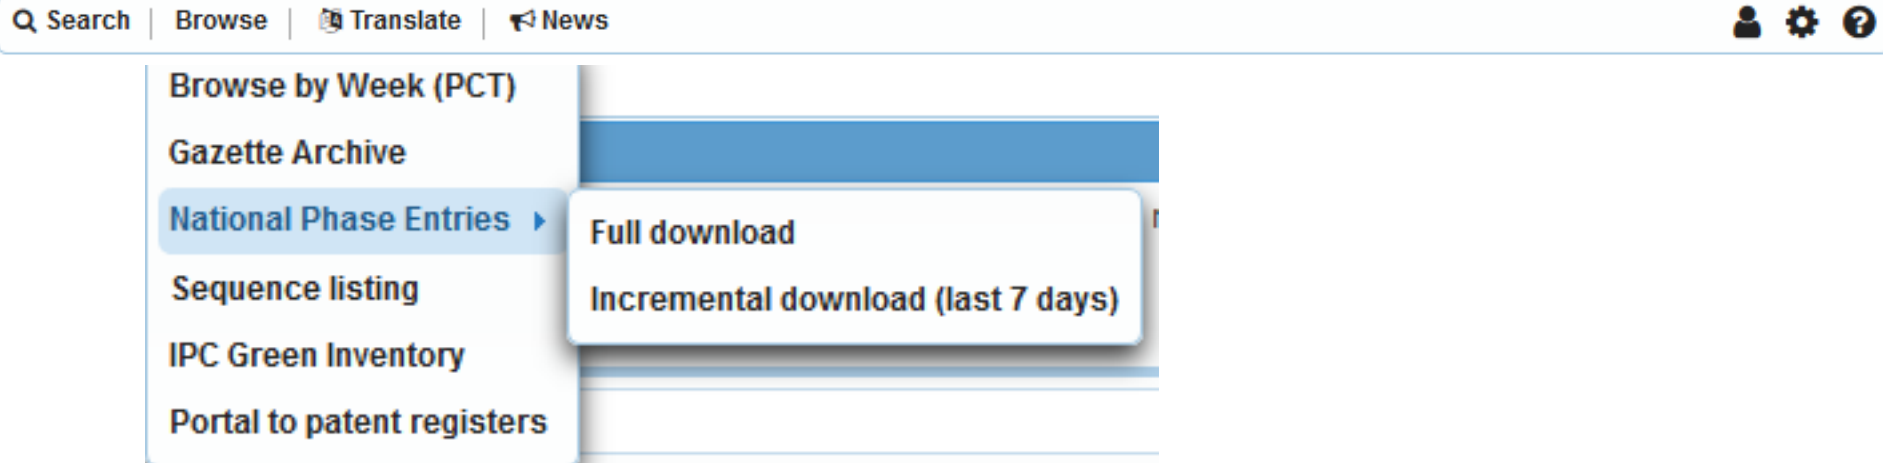 Search | Browse | Translate | News
Browse by Week (PCT)
Gazette Archive
National Phase Entries
Full download
Incremental download (last 7 days)
Sequence listing
IPC Green Inventory
Portal to patent registers